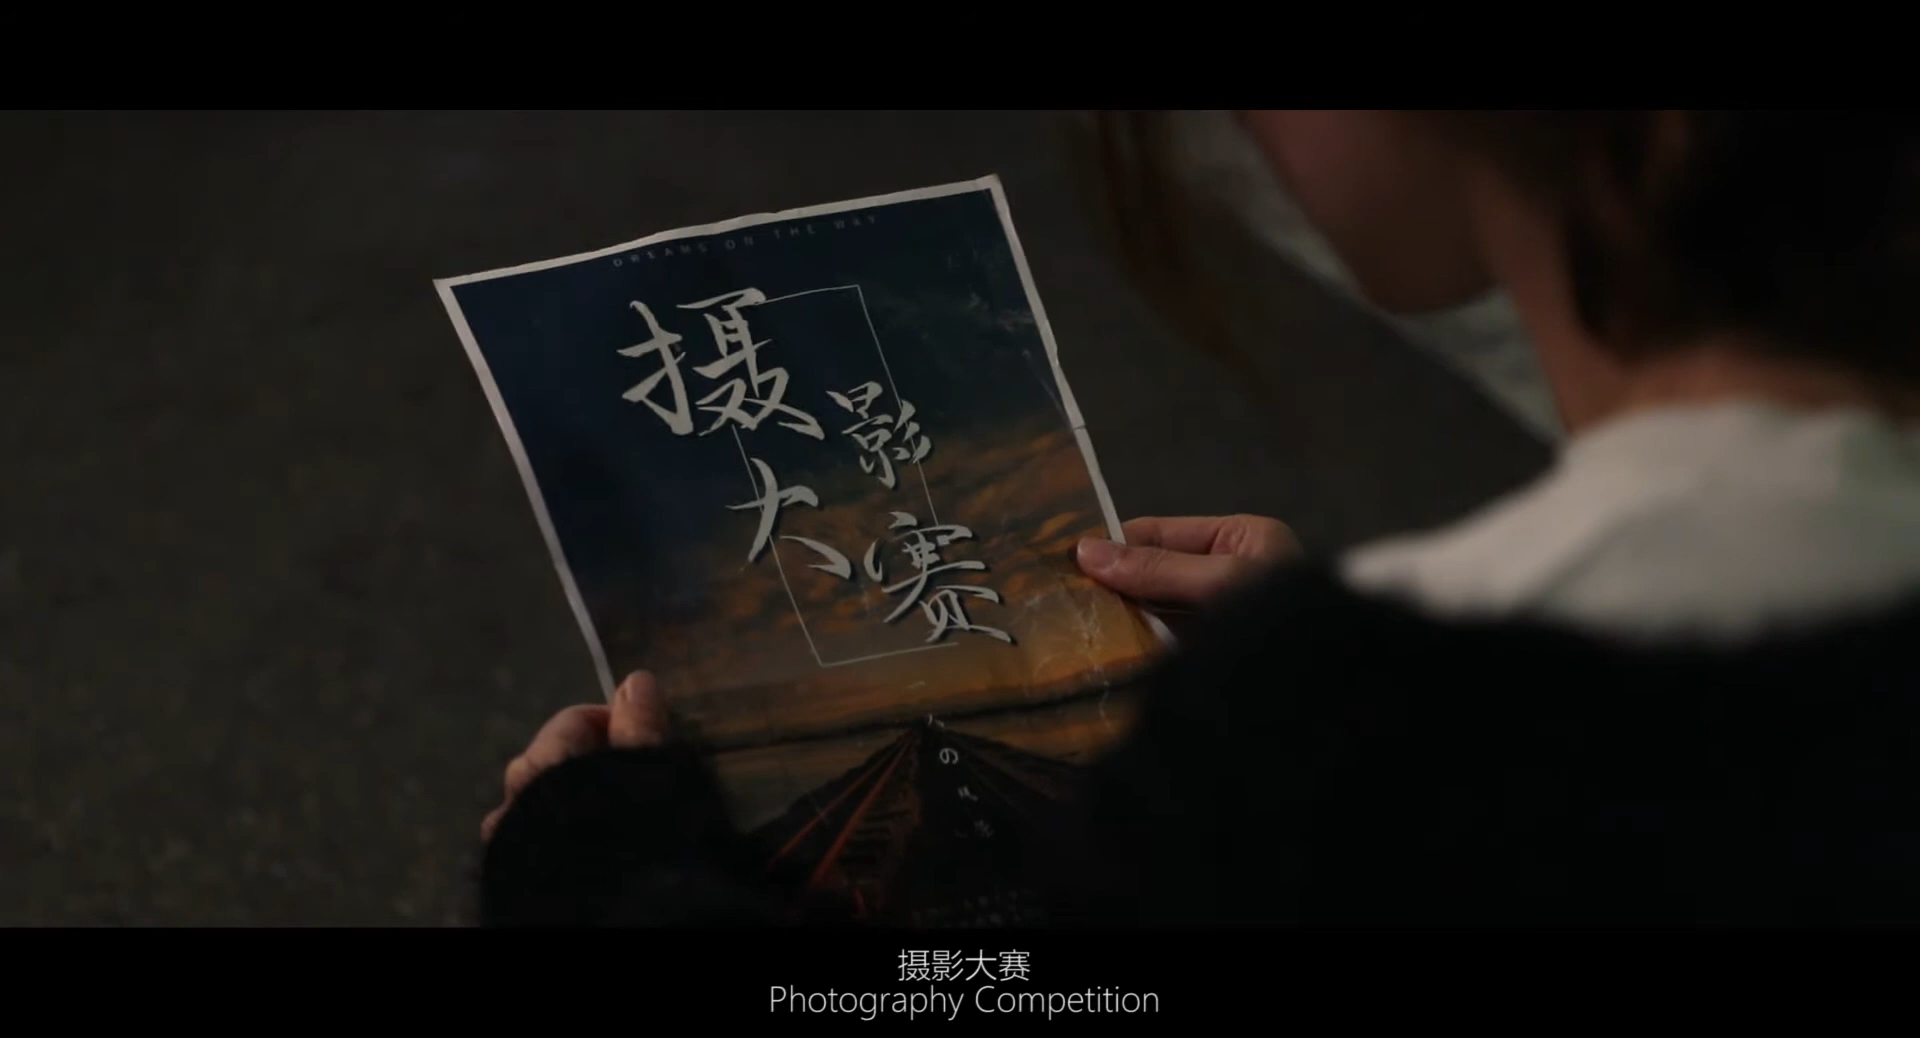 DREAMS ON THE WAY
摄影
大赛
の
摄影大赛
Photography Competition